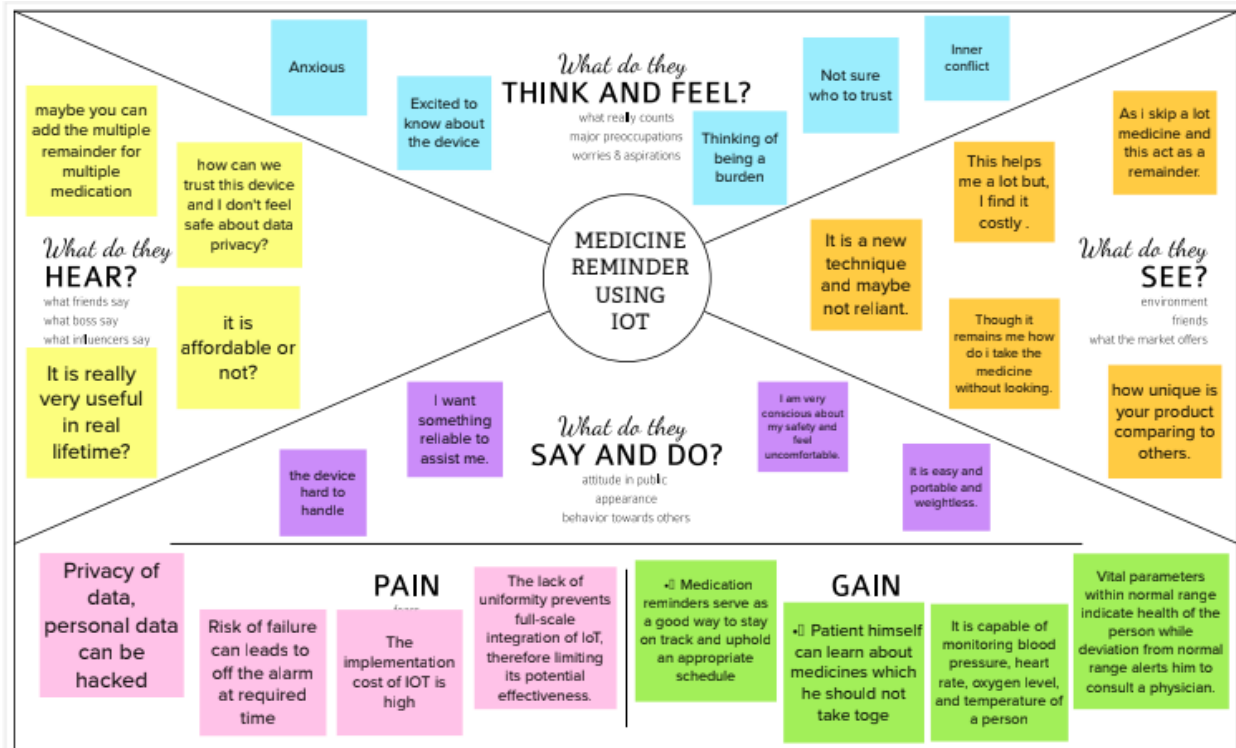 Anxious
Excited to
know about
the device
What do they
THINK AND FEEL?
what really counts
major preoccupations
worries & aspirations
Thinking of
being a
burden
Not sure
who to trust
Inner
conflict
maybe you can
add the multiple
remainder for
multiple
medication
how can we
trust this device
and I don't feel
safe about data
privacy?
What do they
HEAR?
what friends say
what boss say
what influencers say
it is
affordable or
not?
It is really
very useful in
real
lifetime?
MEDICINE
REMINDER
USING
IOT
As i skip a lot
medicine and
this act as a
remainder.
This helps
me a lot but,
I find it
costly .
It is a new
technique
and maybe
not reliant.
What do they
SEE?
environment
friends
what the market offers
Though it
remains me how
do i take the
medicine
without looking.
how unique is
your product
comparing to
others.
I want
something
reliable to
assist me.
the device
hard to
handle
What do they
SAY AND DO?
attitude in public
appearance
behavior towards others
I am very
conscious about
my safety and
feel
uncomfortable.
it is easy and
portable and
weightless.
PAIN
Privacy of
data,
personal data
can be
hacked
Risk of failure
can leads to
off the alarm
at required
time
The
implementation
cost of IOT is
high
The lack of
uniformity prevents
full-scale
integration of IoT,
therefore limiting
its potential
effectiveness.
GAIN
•▯ Medication
reminders serve as
a good way to stay
on track and uphold
an appropriate
schedule
•▯ Patient himself
can learn about
medicines which
he should not
take toge
It is capable of
monitoring blood
pressure, heart
rate, oxygen level,
and temperature of
a person
Vital parameters
within normal range
indicate health of the
person while
deviation from normal
range alerts him to
consult a physician.